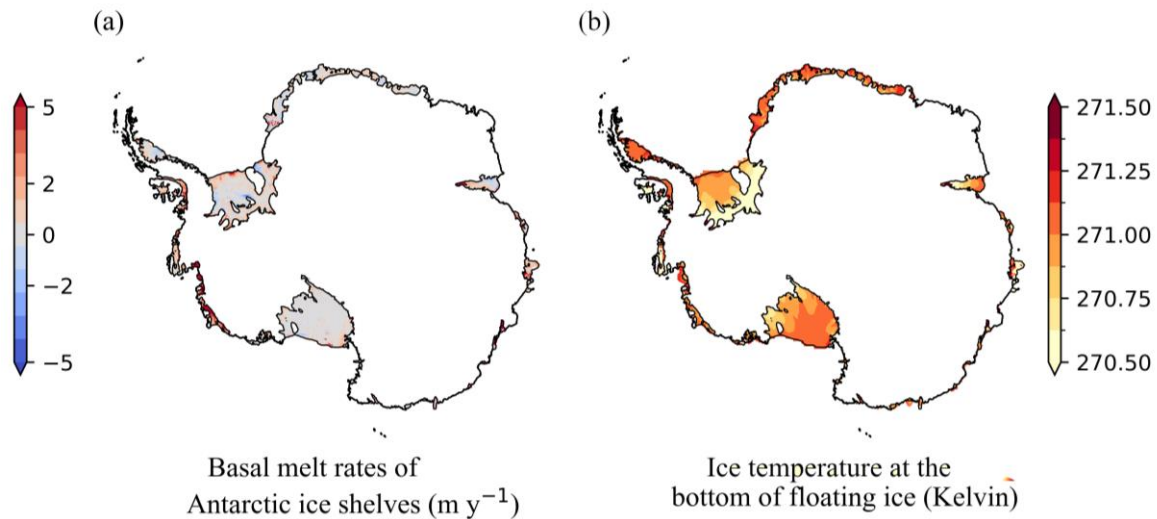 (a)
(b)
5
2
0
−2
−5
271.50
271.25
271.00
270.75
270.50
Basal melt rates of
Antarctic ice shelves (m y⁻¹)
Ice temperature at the
bottom of floating ice (Kelvin)